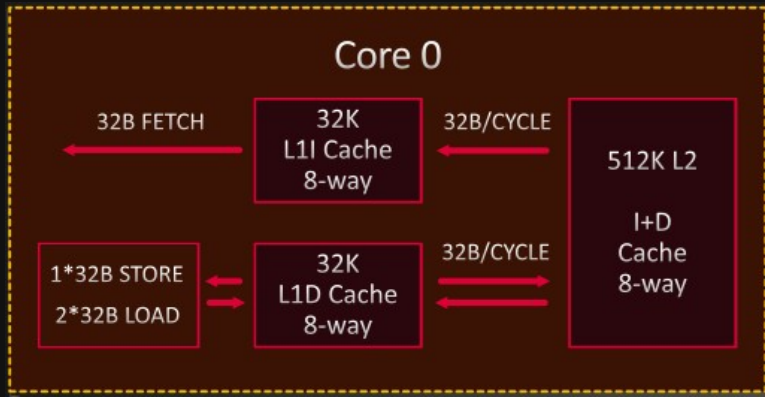 Core 0
32B FETCH
32K
L1I Cache
8-way
32B/CYCLE
512K L2
I+D
Cache
8-way
1*32B STORE
2*32B LOAD
32K
L1D Cache
8-way
32B/CYCLE